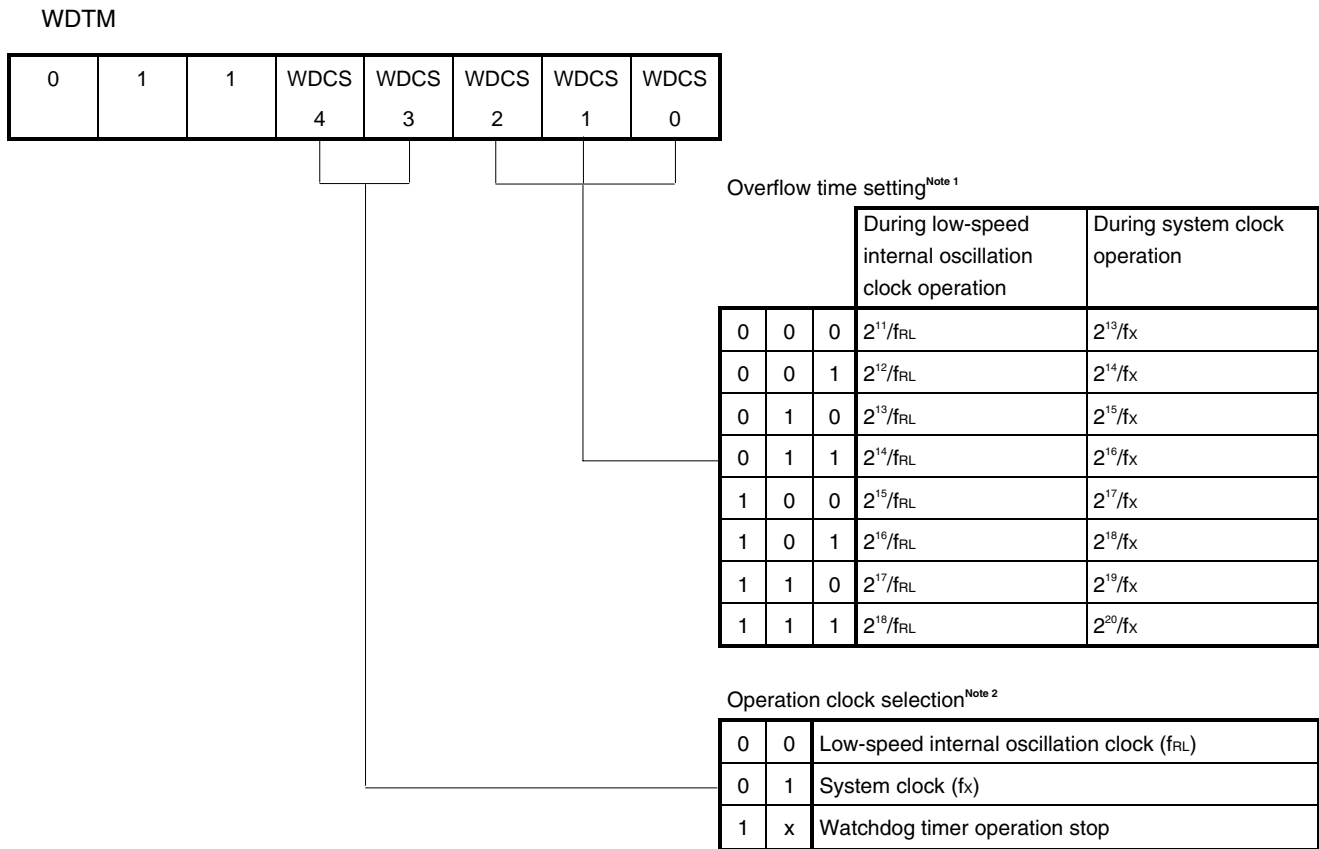 WDTM
0 1 1 WDCS WDCS WDCS WDCS WDCS
4 3 2 1 0
Overflow time setting^Note 1
During low-speed During system clock
internal oscillation operation
clock operation
0 0 0 2^11/fRL 2^13/fX
0 0 1 2^12/fRL 2^14/fX
0 1 0 2^13/fRL 2^15/fX
0 1 1 2^14/fRL 2^16/fX
1 0 0 2^15/fRL 2^17/fX
1 0 1 2^16/fRL 2^18/fX
1 1 0 2^17/fRL 2^19/fX
1 1 1 2^18/fRL 2^20/fX
Operation clock selection^Note 2
0 0 Low-speed internal oscillation clock (fRL)
0 1 System clock (fX)
1 x Watchdog timer operation stop